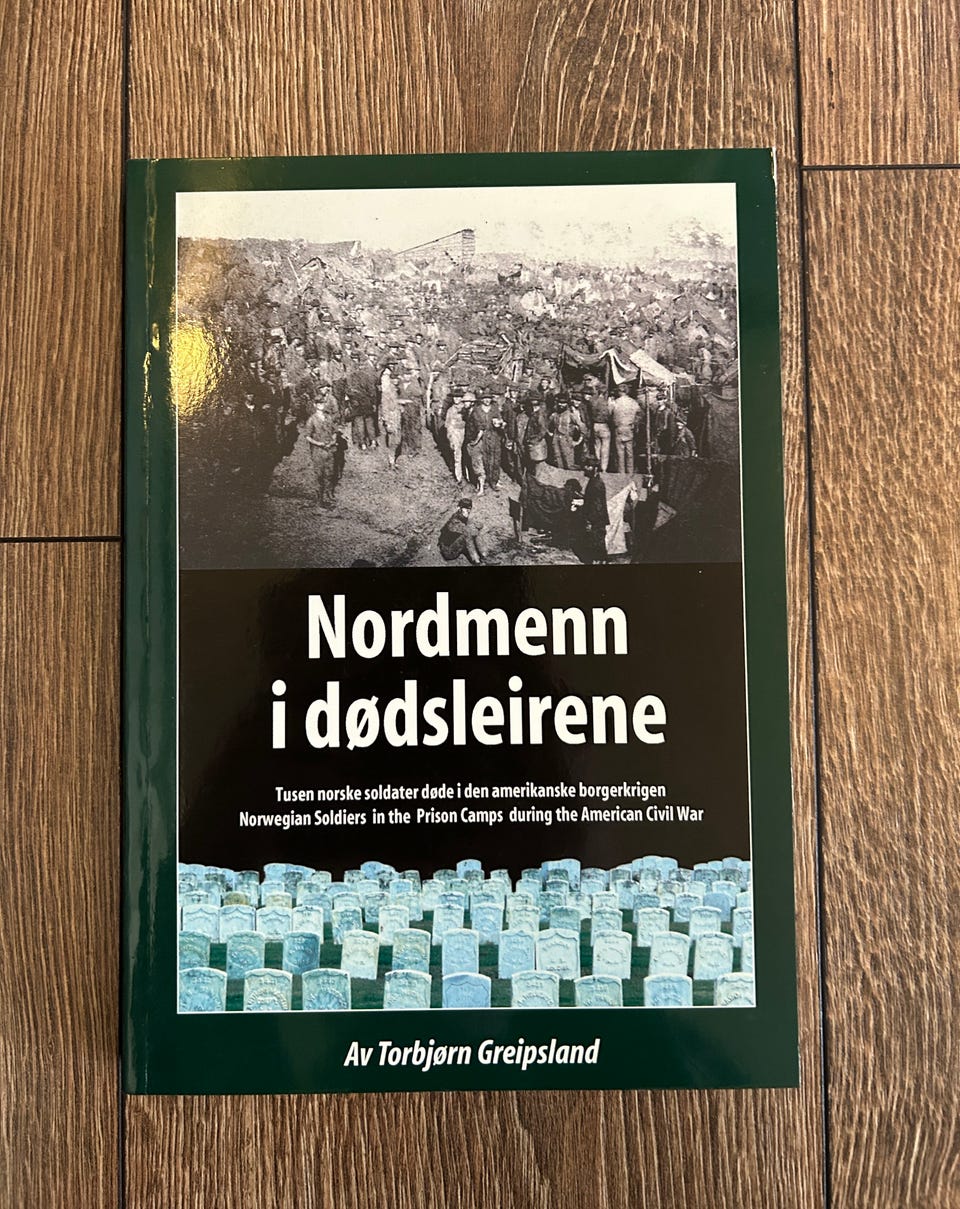 Nordmenn
i dødsleirene
Tusen norske soldater døde i den amerikanske borgerkrigen
Norwegian Soldiers in the Prison Camps during the American Civil War
Av Torbjørn Greipsland